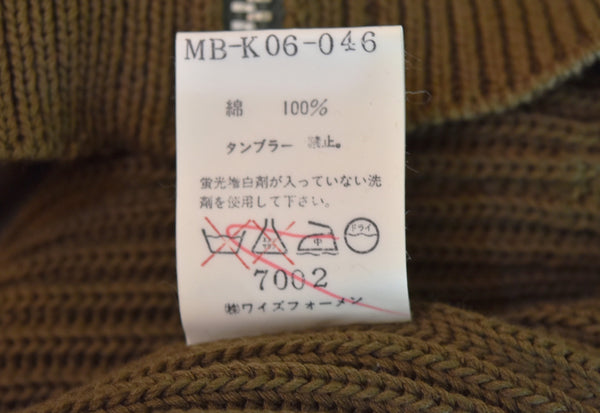 MB-K06-046
綿 100%
タンブラー 禁止。
蛍光増白剤が入っていない洗
剤を使用して下さい。
中 ドライ
7002
㈱ワイズフォーメン